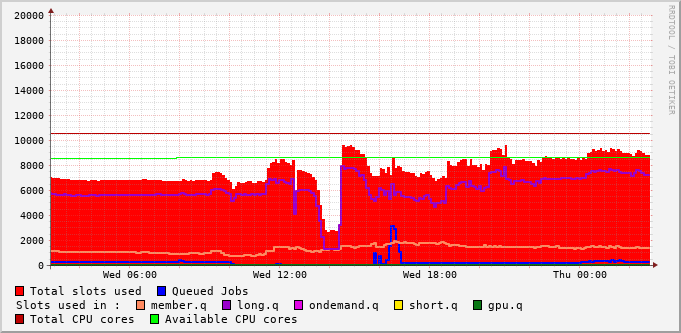 20000
18000
16000
14000
12000
10000
8000
6000
4000
2000
0
Wed 06:00 Wed 12:00 Wed 18:00 Thu 00:00
Total slots used Queued Jobs
Slots used in : member.q long.q ondemand.q short.q gpu.q
Total CPU cores Available CPU cores
RRDTOOL / TOBI OETIKER